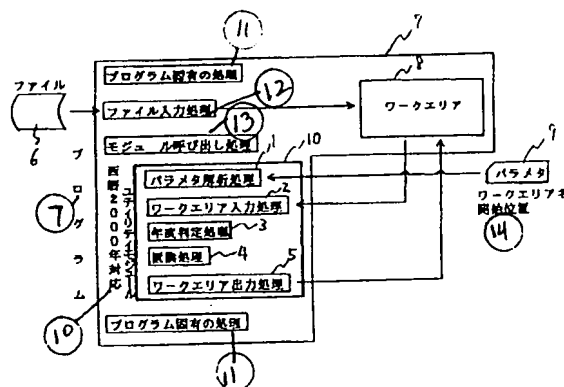 11
7
プログラム固有の処理
8
ファイル
12
ファイル入力処理
ワークエリア
6
13
モジュール呼び出し処理
1
10
9
パラメタ解析処理
パラメタ
2
ワークエリア入力処理
ワークエリア名
開始位置
14
3
年度判定処理
4
5
ワークエリア出力処理
7
プログラム
西暦2000年対応
ユティリティモジュール
10
プログラム固有の処理
11